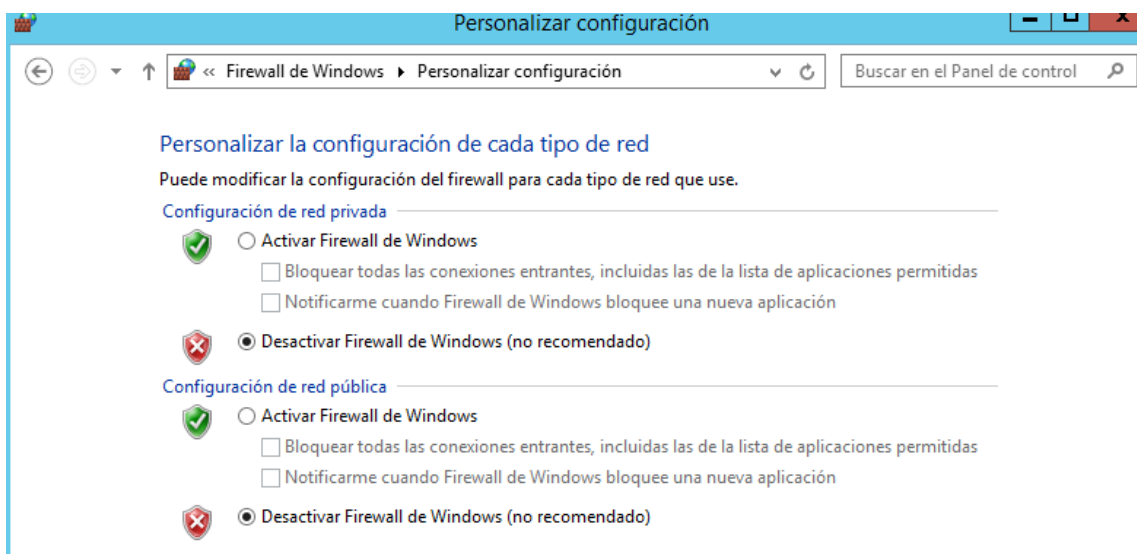 Personalizar configuración
« Firewall de Windows ▸ Personalizar configuración
Buscar en el Panel de control
Personalizar la configuración de cada tipo de red
Puede modificar la configuración del firewall para cada tipo de red que use.
Configuración de red privada
Activar Firewall de Windows
Bloquear todas las conexiones entrantes, incluidas las de la lista de aplicaciones permitidas
Notificarme cuando Firewall de Windows bloquee una nueva aplicación
Desactivar Firewall de Windows (no recomendado)
Configuración de red pública
Activar Firewall de Windows
Bloquear todas las conexiones entrantes, incluidas las de la lista de aplicaciones permitidas
Notificarme cuando Firewall de Windows bloquee una nueva aplicación
Desactivar Firewall de Windows (no recomendado)